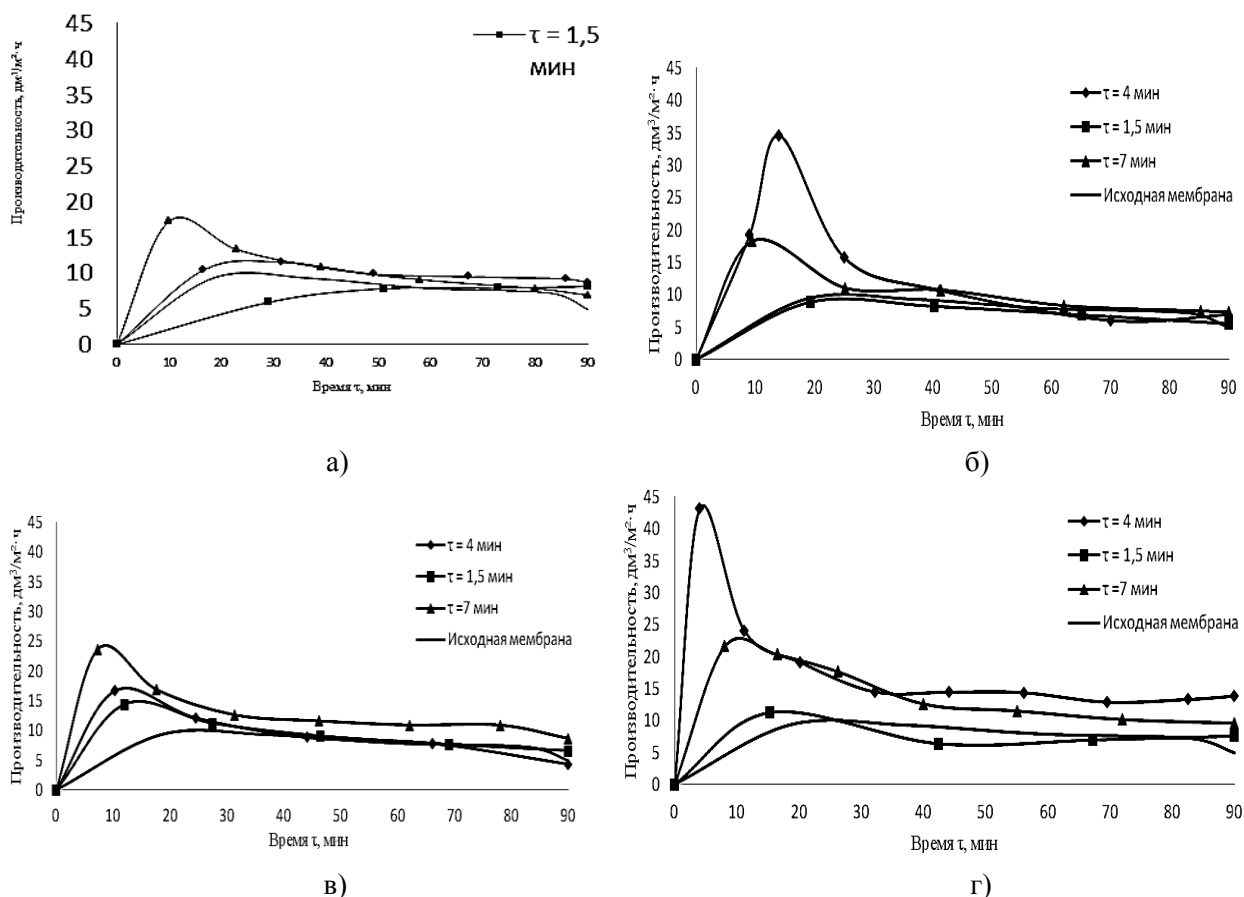 Производительность, дм³/м²·ч
45
40
35
30
25
20
15
10
5
0
0 10 20 30 40 50 60 70 80 90
Время τ, мин
τ = 1,5
мин
а)
Производительность, дм³/м²·ч
45
40
35
30
25
20
15
10
5
0
0 10 20 30 40 50 60 70 80 90
Время τ, мин
τ = 4 мин
τ = 1,5 мин
τ =7 мин
Исходная мембрана
б)
Производительность, дм³/м²·ч
45
40
35
30
25
20
15
10
5
0
0 10 20 30 40 50 60 70 80 90
Время τ, мин
τ = 4 мин
τ = 1,5 мин
τ =7 мин
Исходная мембрана
в)
Производительность, дм³/м²·ч
45
40
35
30
25
20
15
10
5
0
0 10 20 30 40 50 60 70 80 90
Время τ, мин
τ = 4 мин
τ = 1,5 мин
τ =7 мин
Исходная мембрана
г)